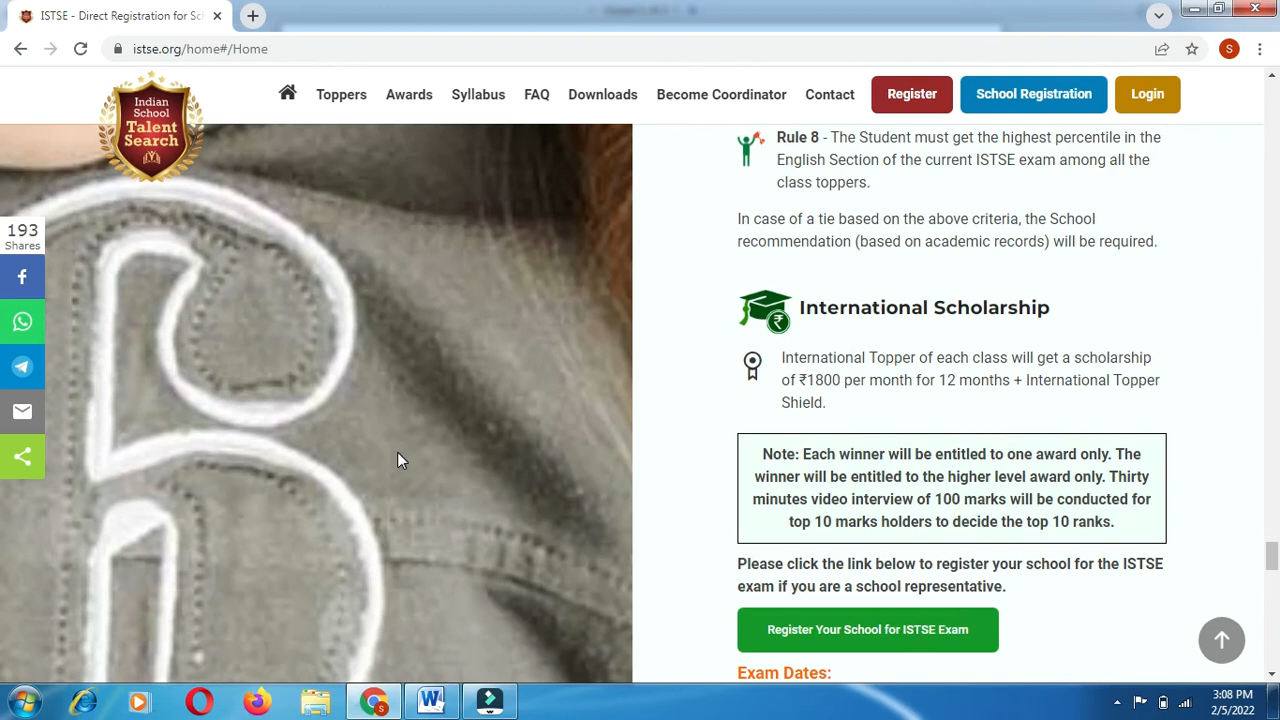 ISTSE - Direct Registration for Sc
istse.org/home#/Home
S
Indian
School
Talent
Search
Toppers
Awards
Syllabus
FAQ
Downloads
Become Coordinator
Contact
Register
School Registration
Login
193
Shares
Rule 8 - The Student must get the highest percentile in the
English Section of the current ISTSE exam among all the
class toppers.
In case of a tie based on the above criteria, the School
recommendation (based on academic records) will be required.
International Scholarship
International Topper of each class will get a scholarship
of ₹1800 per month for 12 months + International Topper
Shield.
Note: Each winner will be entitled to one award only. The
winner will be entitled to the higher level award only. Thirty
minutes video interview of 100 marks will be conducted for
top 10 marks holders to decide the top 10 ranks.
Please click the link below to register your school for the ISTSE
exam if you are a school representative.
Register Your School for ISTSE Exam
Exam Dates:
3:08 PM
2/5/2022